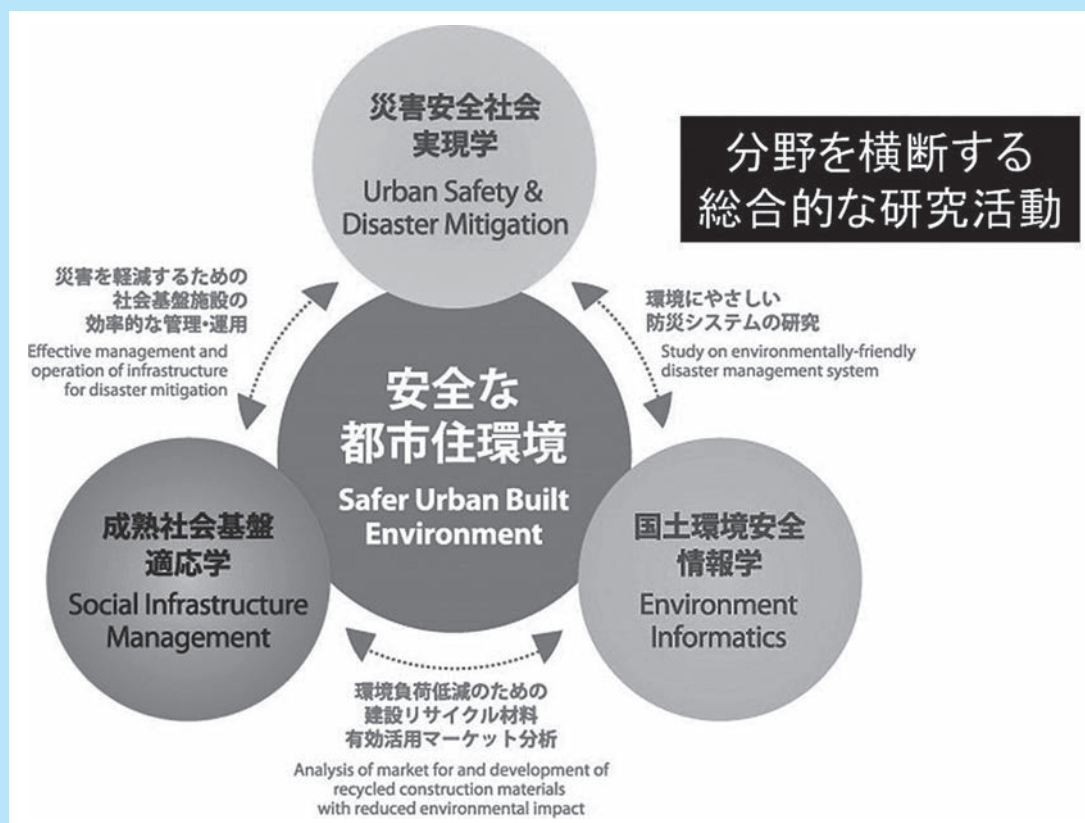 災害安全社会
実現学
Urban Safety &
Disaster Mitigation
分野を横断する
総合的な研究活動
災害を軽減するための
社会基盤施設の
効率的な管理・運用
Effective management and
operation of infrastructure
for disaster mitigation
環境にやさしい
防災システムの研究
Study on environmentally-friendly
disaster management system
安全な
都市住環境
Safer Urban Built
Environment
成熟社会基盤
適応学
Social Infrastructure
Management
国土環境安全
情報学
Environment
Informatics
環境負荷低減のための
建設リサイクル材料
有効活用マーケット分析
Analysis of market for and development of
recycled construction materials
with reduced environmental impact